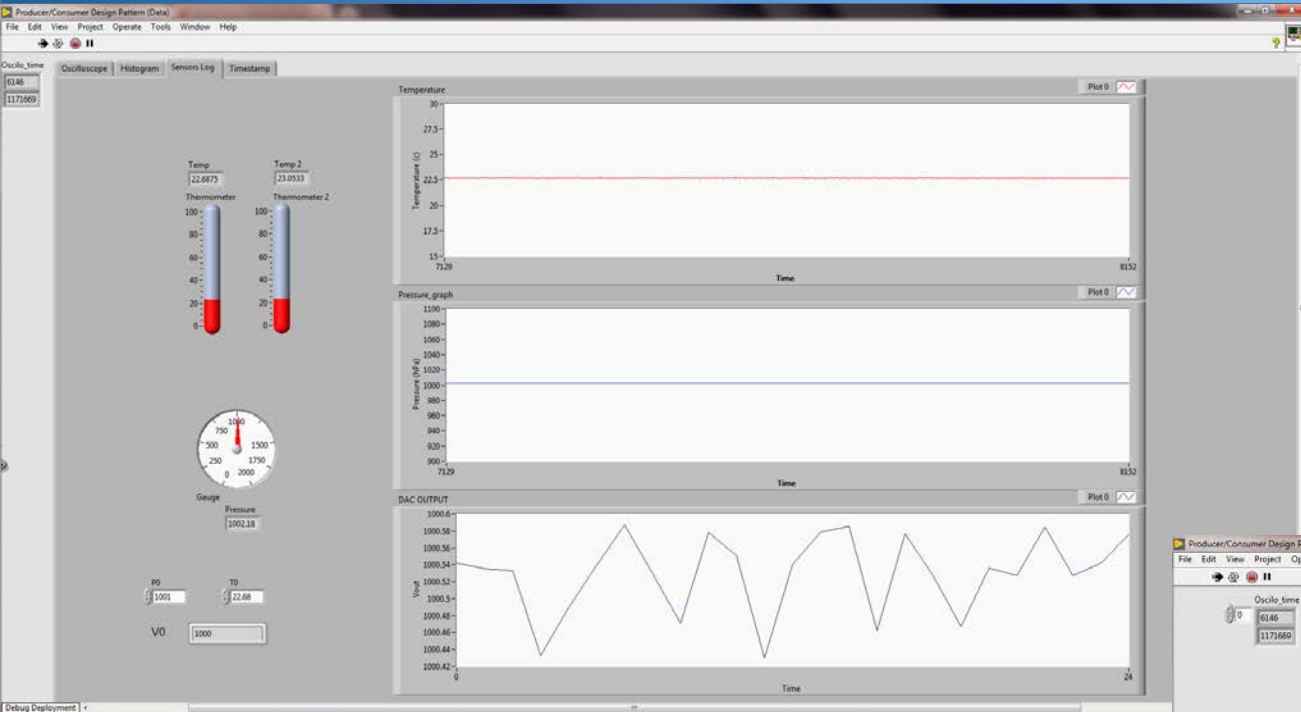 Producer/Consumer Design Pattern (Data)
File Edit View Project Operate Tools Window Help
Oscilo_time
6146
1171669
Oscilloscope Histogram Sensors Log Timestamp
Temp
22.6875
Temp 2
23.0533
Thermometer
100
80
60
40
20
0
Thermometer 2
100
80
60
40
20
0
1000
750
500
250
0
2000
1750
1500
Gauge
Pressure
1002.18
P0
1001
T0
22.68
V0
1000
Temperature
Plot 0
Temperature (c)
30
27.5
25
22.5
20
17.5
15
7129
8152
Time
Pressure_graph
Plot 0
Pressure (hPa)
1100
1080
1060
1040
1020
1000
980
960
940
920
900
7129
8152
Time
DAC OUTPUT
Plot 0
Vout
1000.6
1000.58
1000.56
1000.54
1000.52
1000.5
1000.48
1000.46
1000.44
1000.42
0
24
Time
Producer/Consumer Design P
File Edit View Project Op
Oscilo_time
0
6146
1171669
Debug Deployment